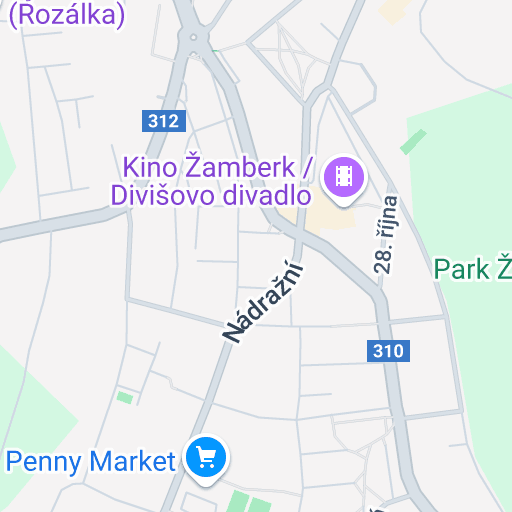 (Rozálka)
312
Kino Žamberk /
Divišovo divadlo
28. října
Park Ž
Nádražní
310
Penny Market